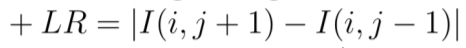 + LR = |I(i, j + 1) − I(i, j − 1)|